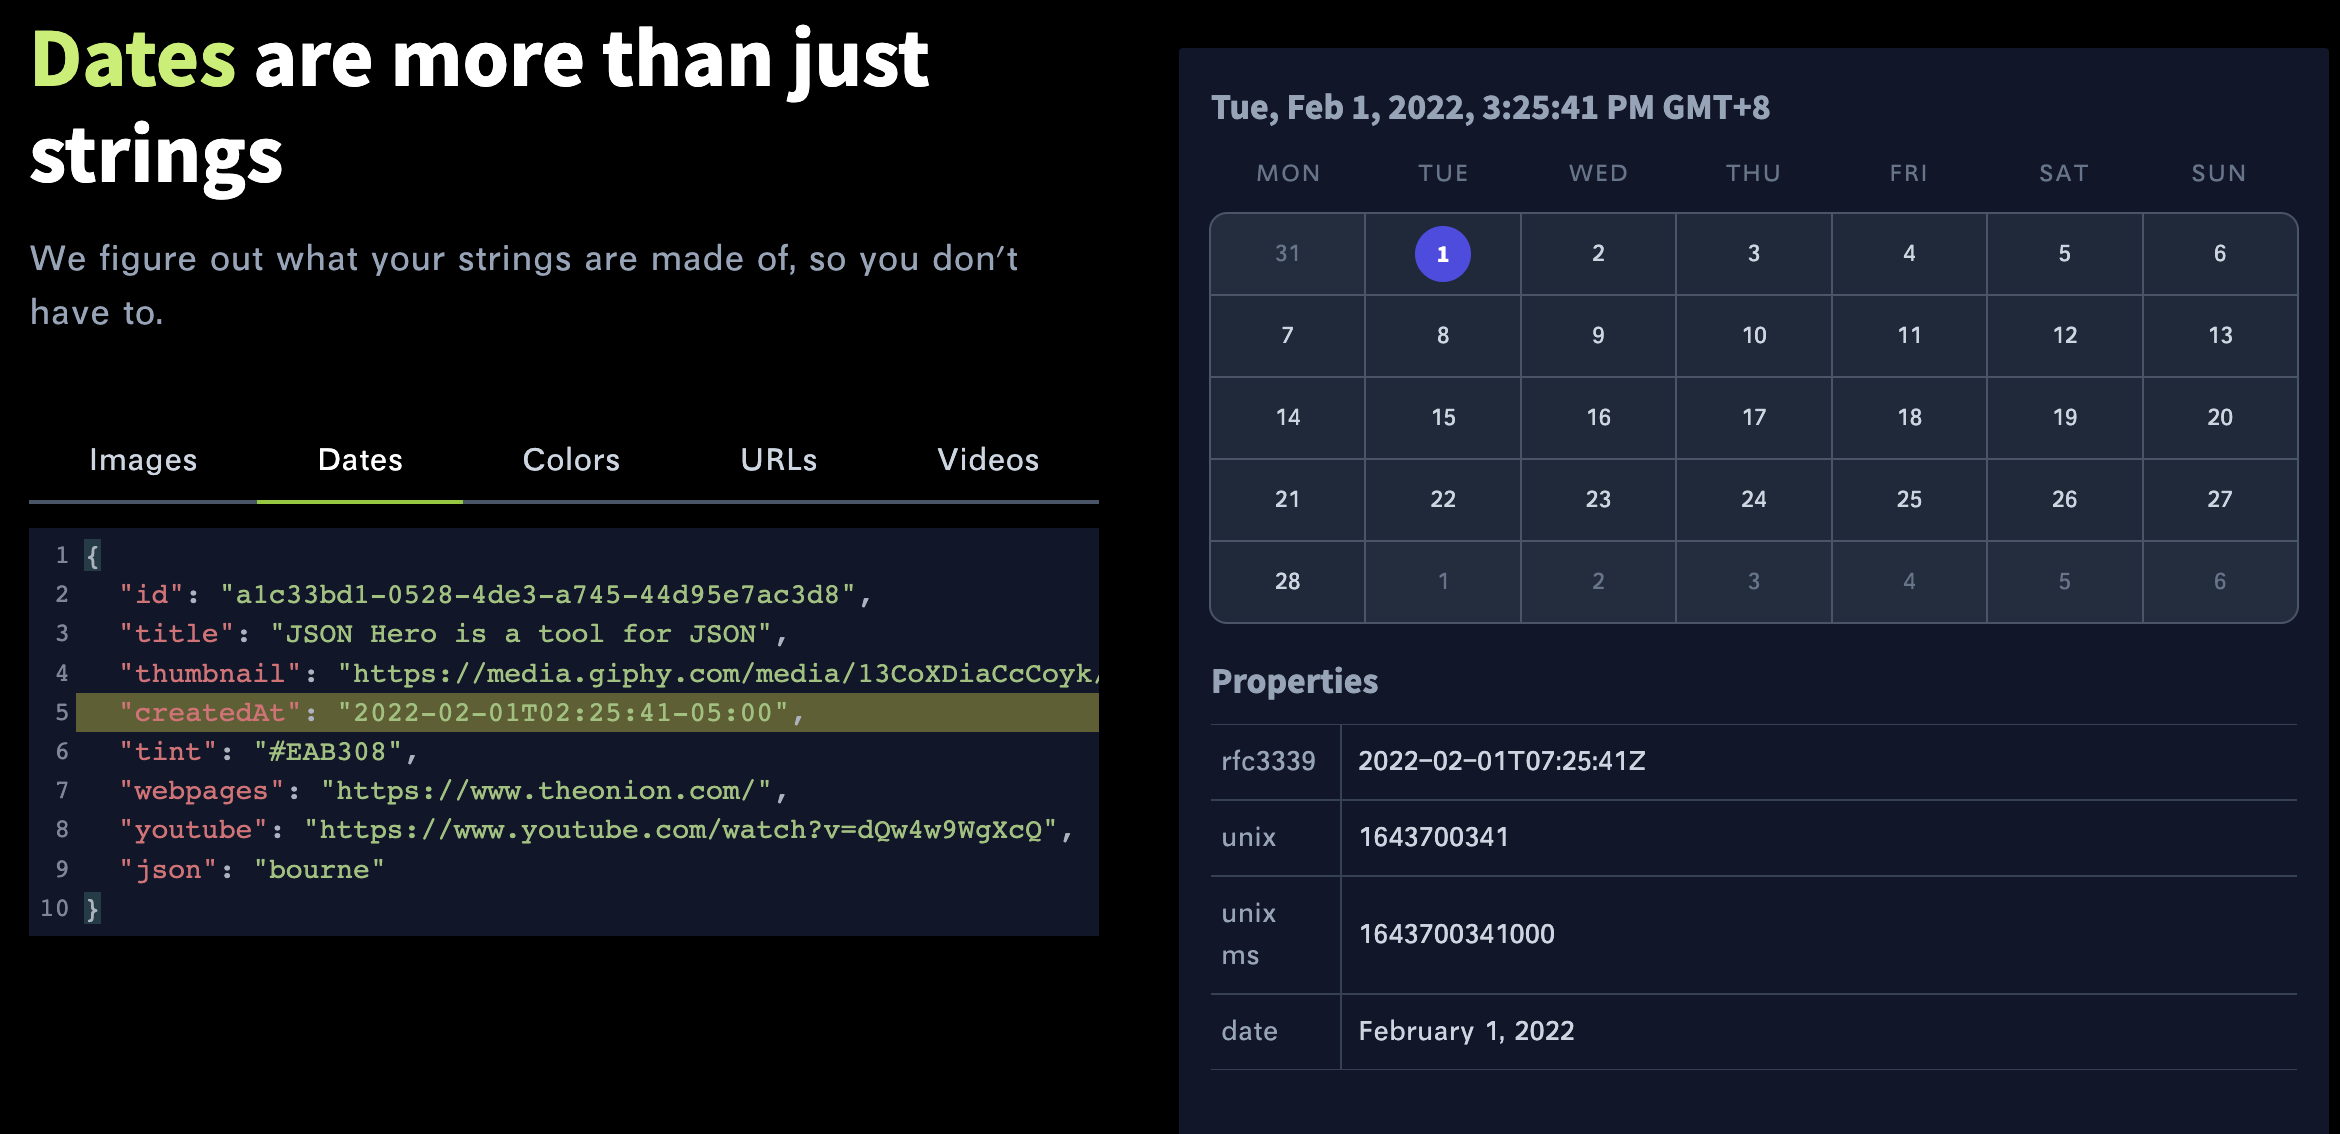 Dates are more than just
strings
We figure out what your strings are made of, so you don’t
have to.
Images Dates Colors URLs Videos
1 {
2 "id": "a1c33bd1-0528-4de3-a745-44d95e7ac3d8",
3 "title": "JSON Hero is a tool for JSON",
4 "thumbnail": "https://media.giphy.com/media/13CoXDiaCcCoyk/
5 "createdAt": "2022-02-01T02:25:41-05:00",
6 "tint": "#EAB308",
7 "webpages": "https://www.theonion.com/",
8 "youtube": "https://www.youtube.com/watch?v=dQw4w9WgXcQ",
9 "json": "bourne"
10 }
Tue, Feb 1, 2022, 3:25:41 PM GMT+8
MON TUE WED THU FRI SAT SUN
31 1 2 3 4 5 6
7 8 9 10 11 12 13
14 15 16 17 18 19 20
21 22 23 24 25 26 27
28 1 2 3 4 5 6
Properties
rfc3339 2022-02-01T07:25:41Z
unix 1643700341
unix
ms 1643700341000
date February 1, 2022